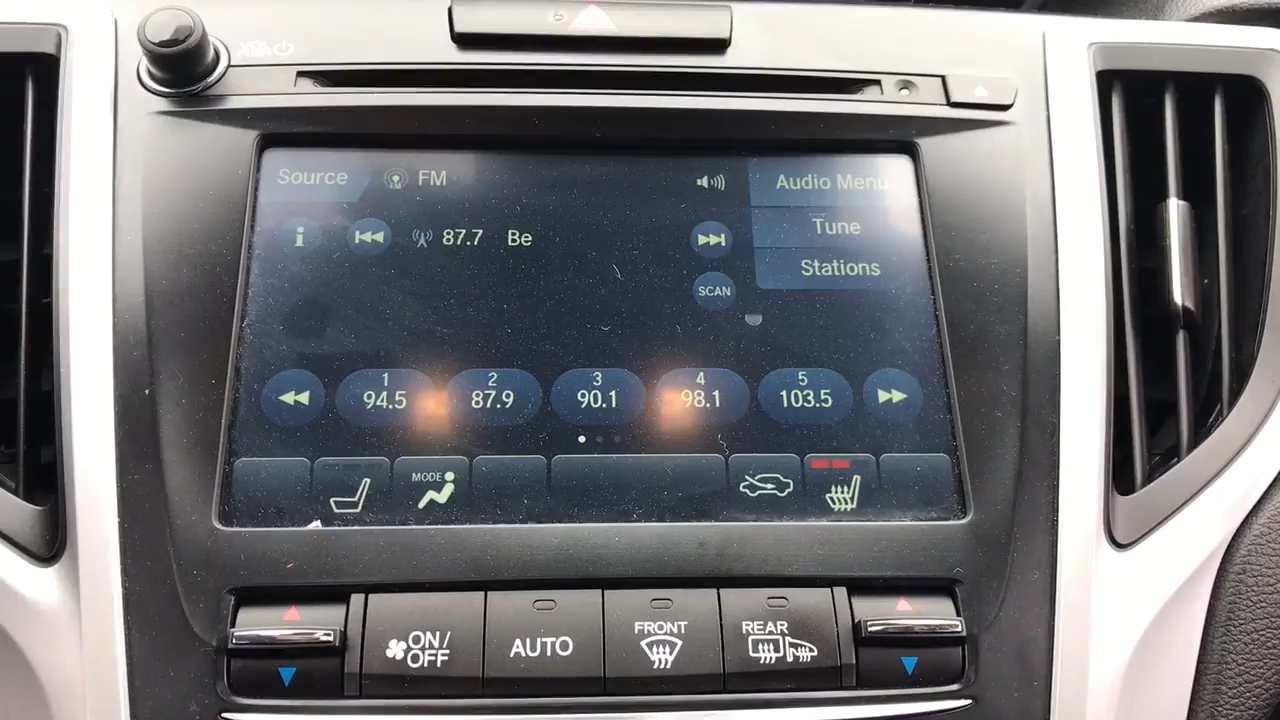 VOL
Source FM Audio Menu
87.7 Be Tune
Stations
SCAN
1 2 3 4 5
94.5 87.9 90.1 98.1 103.5
MODE
ON/
OFF
AUTO
FRONT
REAR